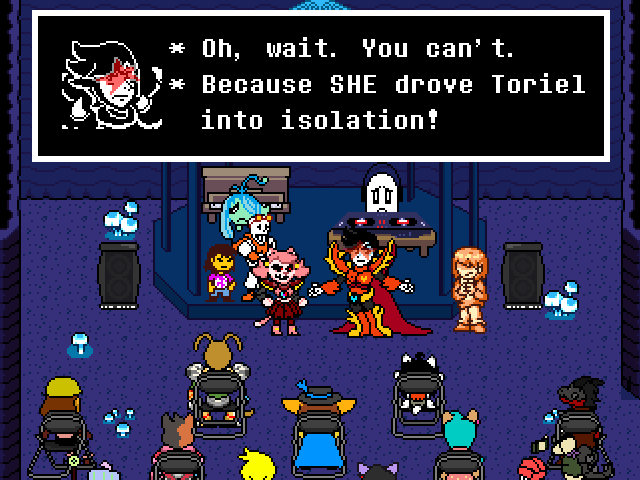 * Oh, wait. You can't.
* Because SHE drove Toriel
into isolation!